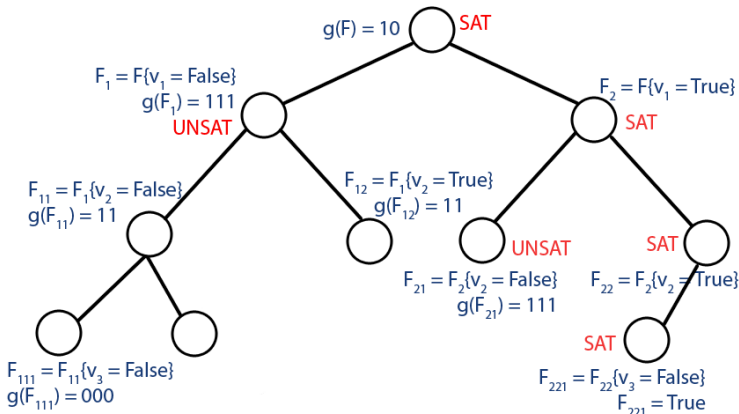 g(F) = 10
SAT
F₁ = F{v₁ = False}
g(F₁) = 111
UNSAT
F₂ = F{v₁ = True}
SAT
F₁₁ = F₁{v₂ = False}
g(F₁₁) = 11
F₁₂ = F₁{v₂ = True}
g(F₁₂) = 11
UNSAT
F₂₁ = F₂{v₂ = False}
g(F₂₁) = 111
SAT
F₂₂ = F₂{v₂ = True}
F₁₁₁ = F₁₁{v₃ = False}
g(F₁₁₁) = 000
SAT
F₂₂₁ = F₂₂{v₃ = False}
F₂₂₁ = True